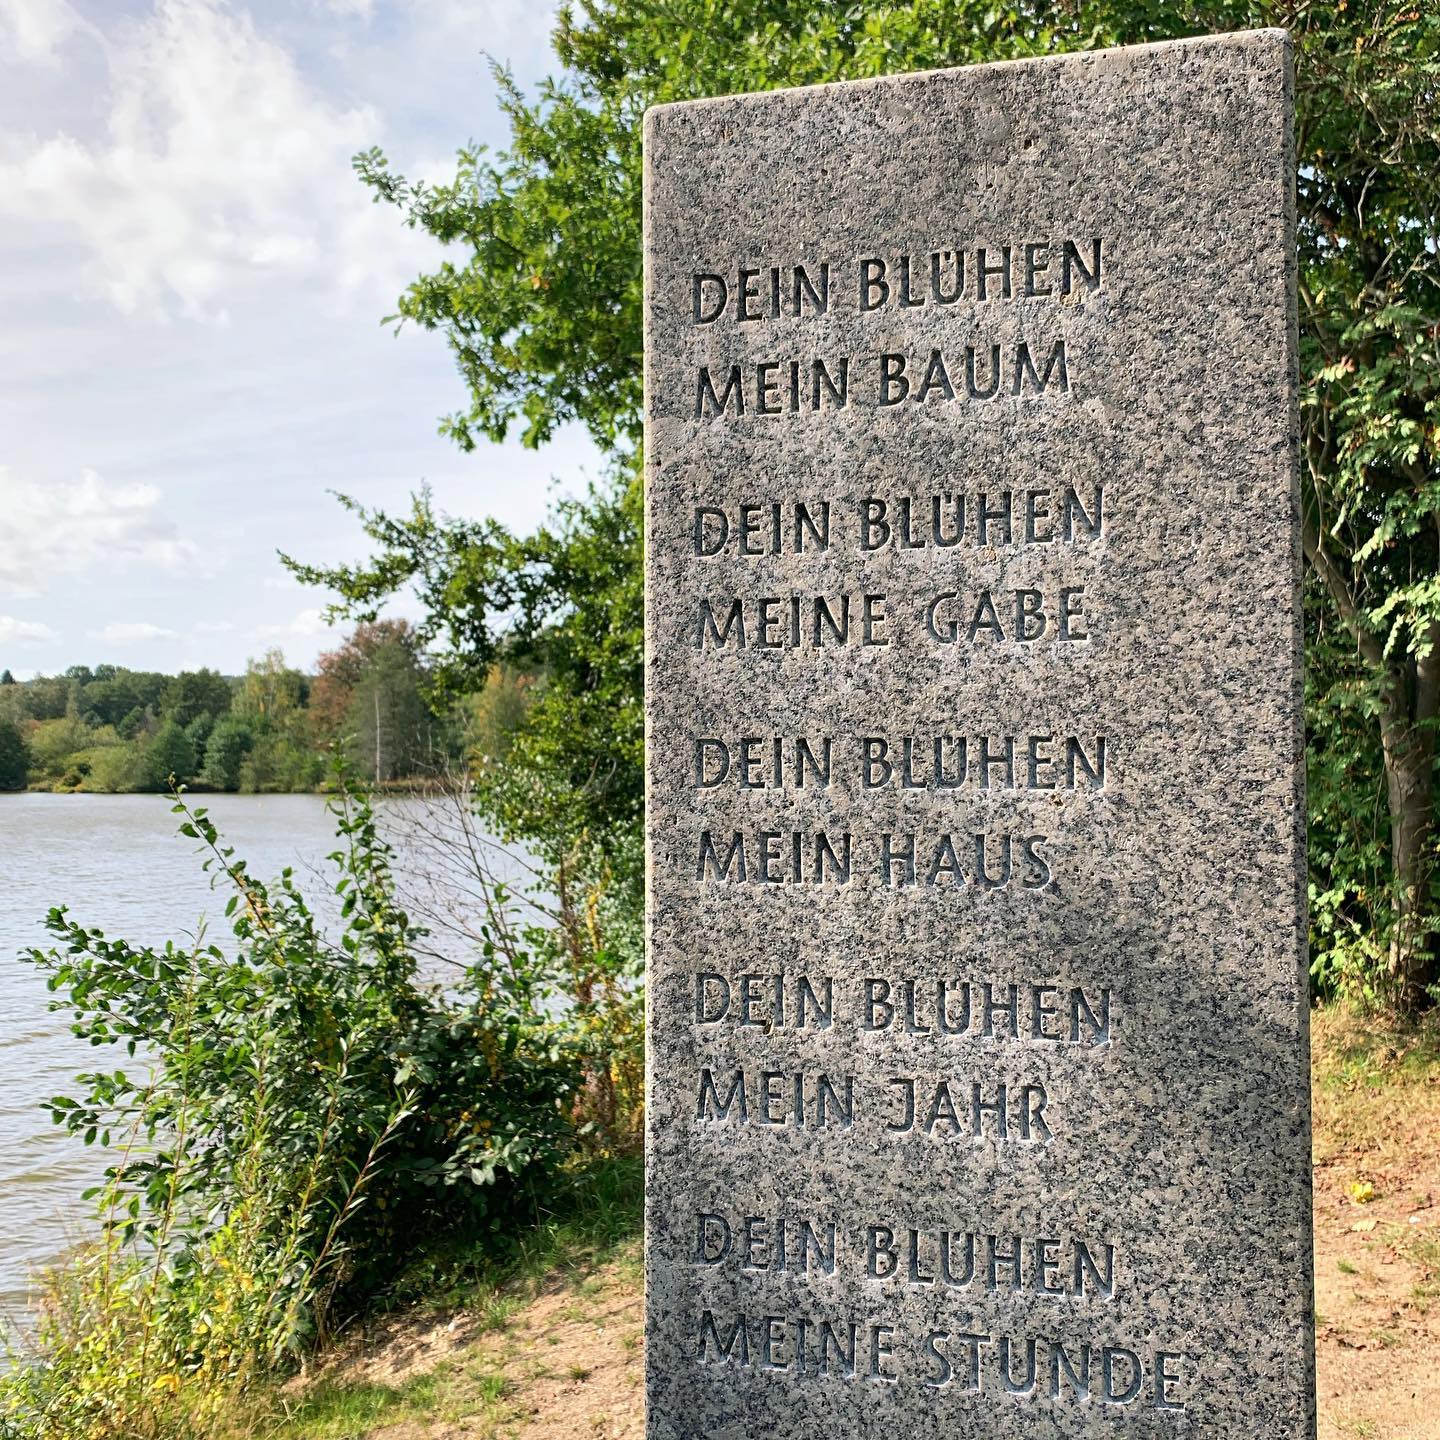 DEIN BLÜHEN
MEIN BAUM
DEIN BLÜHEN
MEINE GABE
DEIN BLÜHEN
MEIN HAUS
DEIN BLÜHEN
MEIN JAHR
DEIN BLÜHEN
MEINE STUNDE